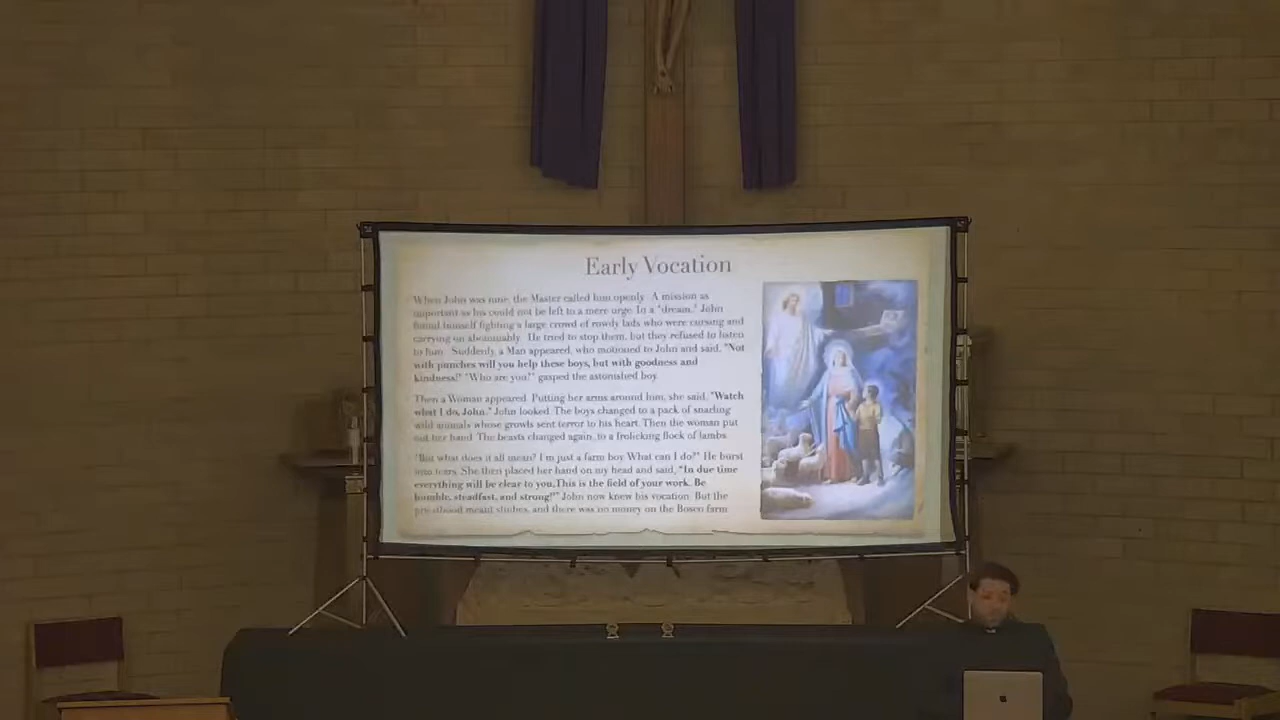 Early Vocation
When John was nine, the Master called him openly. A mission as
important as his could not be left to a mere urge. In a "dream," John
found himself fighting a large crowd of rowdy lads who were cursing and
carrying on abominably. He tried to stop them, but they refused to listen
to him. Suddenly, a Man appeared, who motioned to John and said, "Not
with punches will you help these boys, but with goodness and
kindness!" "Who are you?" gasped the astonished boy.
Then a Woman appeared. Putting her arms around him, she said, "Watch
what I do, John." John looked. The boys changed to a pack of snarling
wild animals whose growls sent terror to his heart. Then the woman put
out her hand. The beasts changed again, to a frolicking flock of lambs.
"But what does it all mean? I'm just a farm boy. What can I do?" He burst
into tears. She then placed her hand on my head and said, "In due time
everything will be clear to you.This is the field of your work. Be
humble, steadfast, and strong!" John now knew his vocation. But the
priesthood meant studies, and there was no money on the Bosco farm.